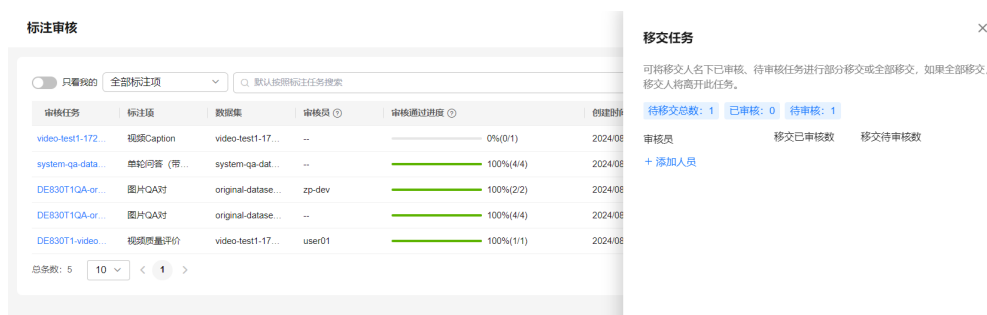 标注审核
只看我的 全部标注项 默认按照标注任务搜索
审核任务 标注项 数据集 审核员 审核通过进度 创建时
video-test1-172... 视频Caption video-test1-17... -- 0%(0/1) 2024/08
system-qa-data... 单轮问答（带... system-qa-dat... -- 100%(4/4) 2024/08
DE830T1QA-or... 图片QA对 original-datase... zp-dev 100%(2/2) 2024/08
DE830T1QA-or... 图片QA对 original-datase... -- 100%(4/4) 2024/08
DE830T1-video... 视频质量评价 video-test1-17... user01 100%(1/1) 2024/08
总条数：5 10 < 1 >
移交任务
可将移交人名下已审核、待审核任务进行部分移交或全部移交，如果全部移交，
移交人将离开此任务。
待移交总数：1 已审核：0 待审核：1
审核员 移交已审核数 移交待审核数
+ 添加人员